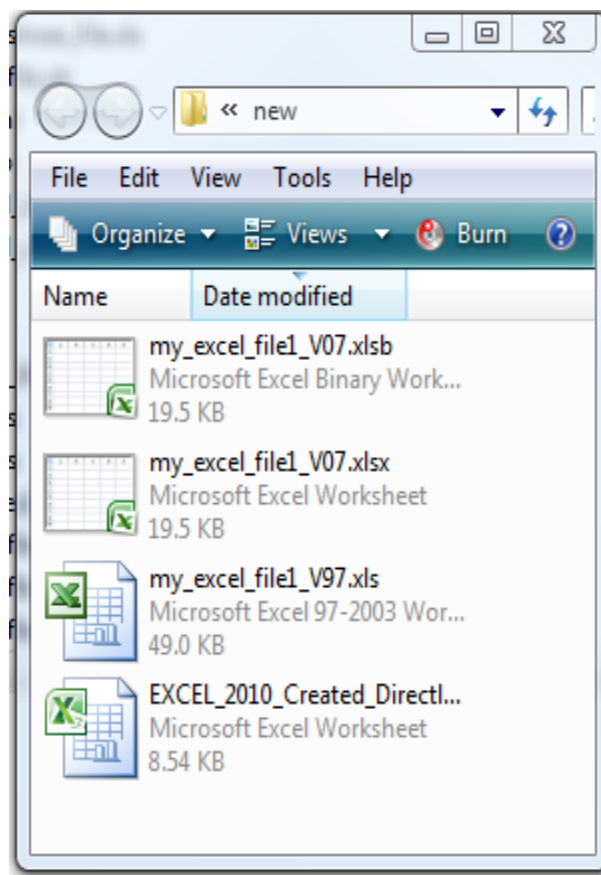 « new
File Edit View Tools Help
Organize Views Burn ?
Name Date modified
my_excel_file1_V07.xlsb
Microsoft Excel Binary Work...
19.5 KB
my_excel_file1_V07.xlsx
Microsoft Excel Worksheet
19.5 KB
my_excel_file1_V97.xls
Microsoft Excel 97-2003 Wor...
49.0 KB
EXCEL_2010_Created_Directl...
Microsoft Excel Worksheet
8.54 KB